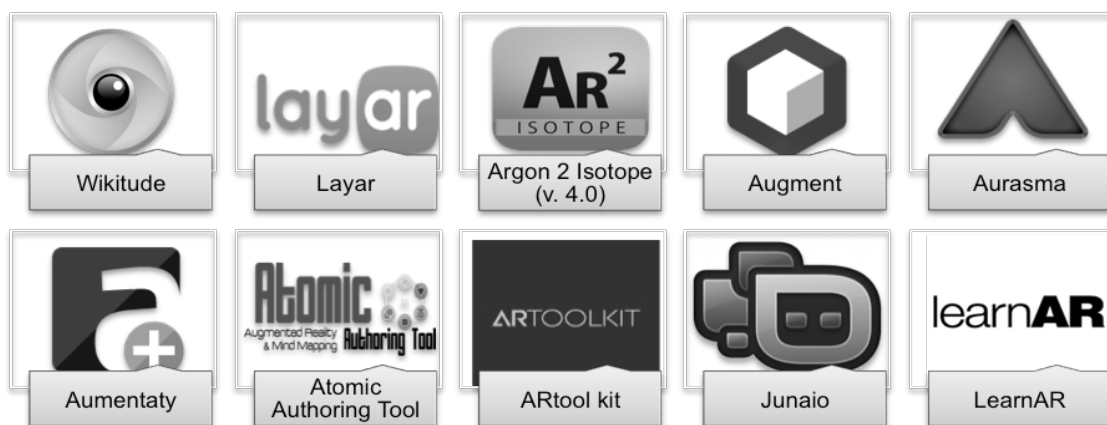 layar
AR²
ISOTOPE
Wikitude
Layar
Argon 2 Isotope
(v. 4.0)
Augment
Aurasma
a+
Atomic
Augmented Reality
& Mind Mapping
Authoring Tool
ARTOOLKIT
learnAR
Aumentaty
Atomic
Authoring Tool
ARtool kit
Junaio
LearnAR